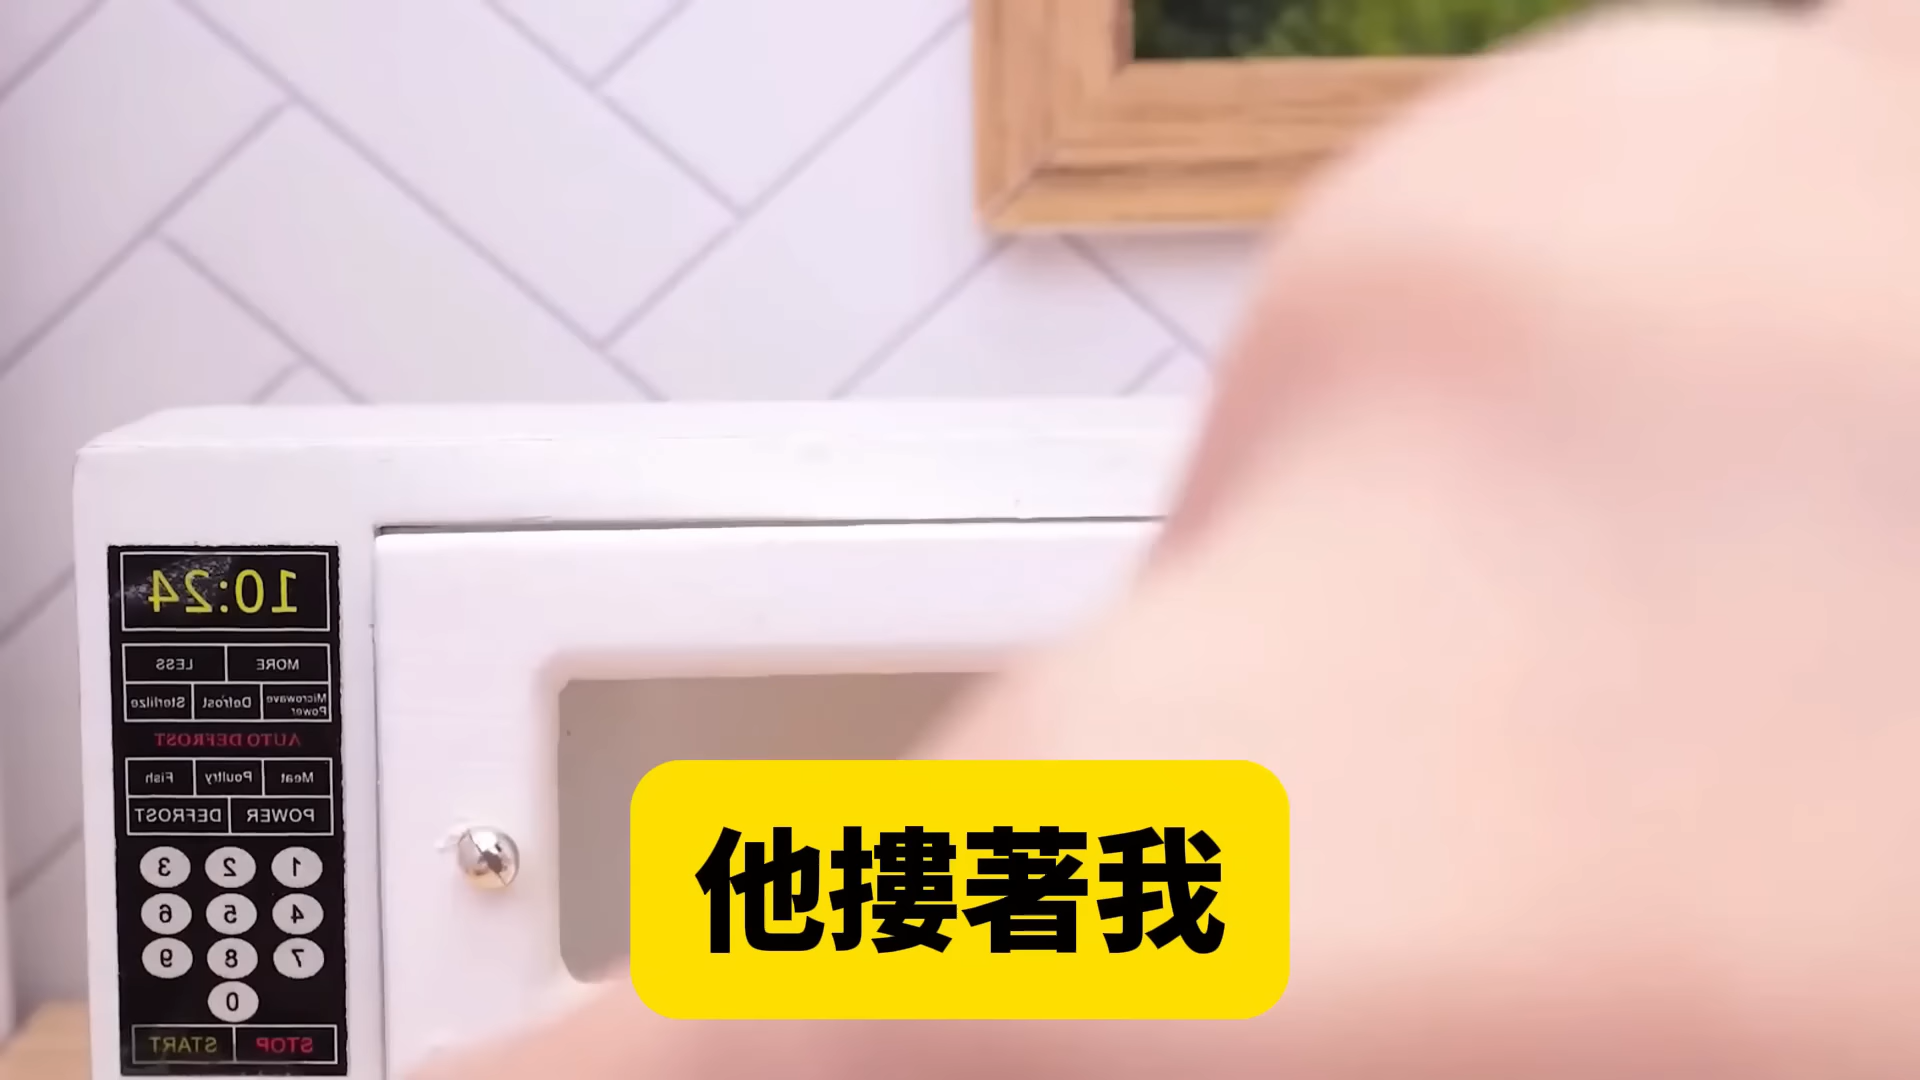 10:24
MORE LESS
Microwave Power Defrost Sterlilze
AUTO DEFROST
Meat Poultry Fish
POWER DEFROST
1 2 3
4 5 6
7 8 9
0
STOP START
他摟著我